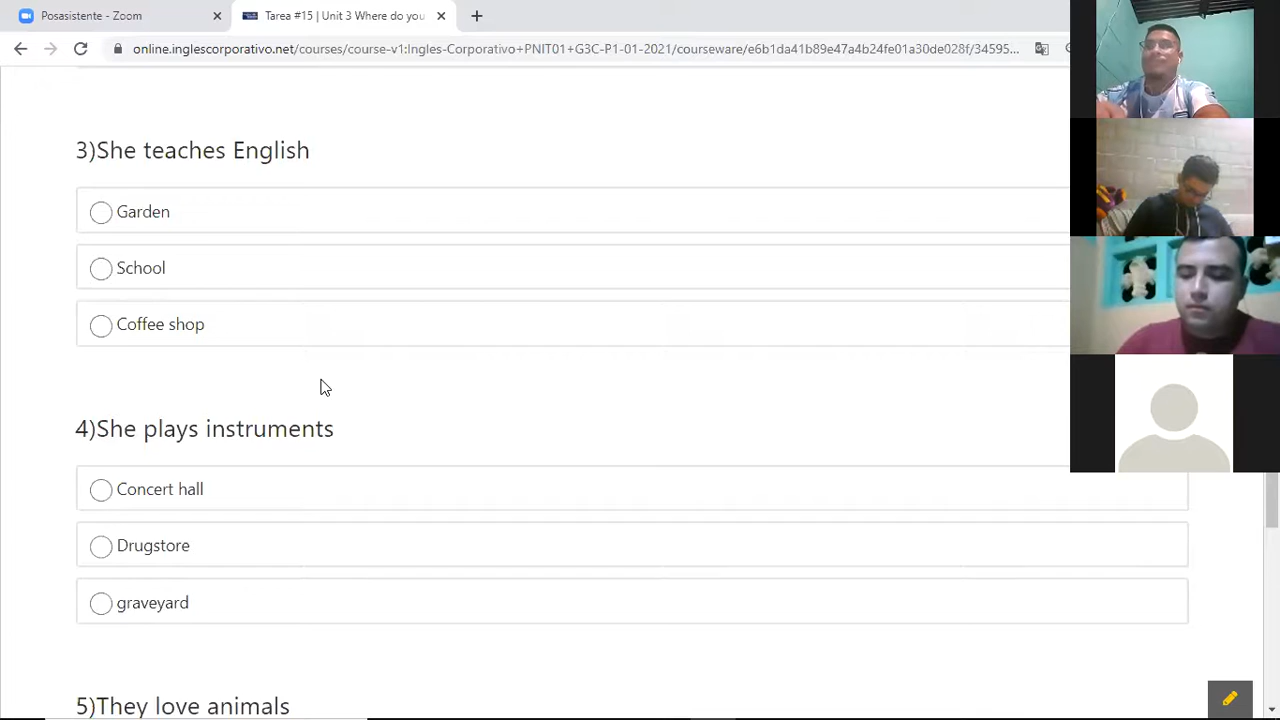 Posasistente - Zoom
Tarea #15 | Unit 3 Where do you
online.inglescorporativo.net/courses/course-v1:Ingles-Corporativo+PNIT01+G3C-P1-01-2021/courseware/e6b1da41b89e47a4b24fe01a30de028f/34595...
3)She teaches English
Garden
School
Coffee shop
4)She plays instruments
Concert hall
Drugstore
graveyard
5)They love animals